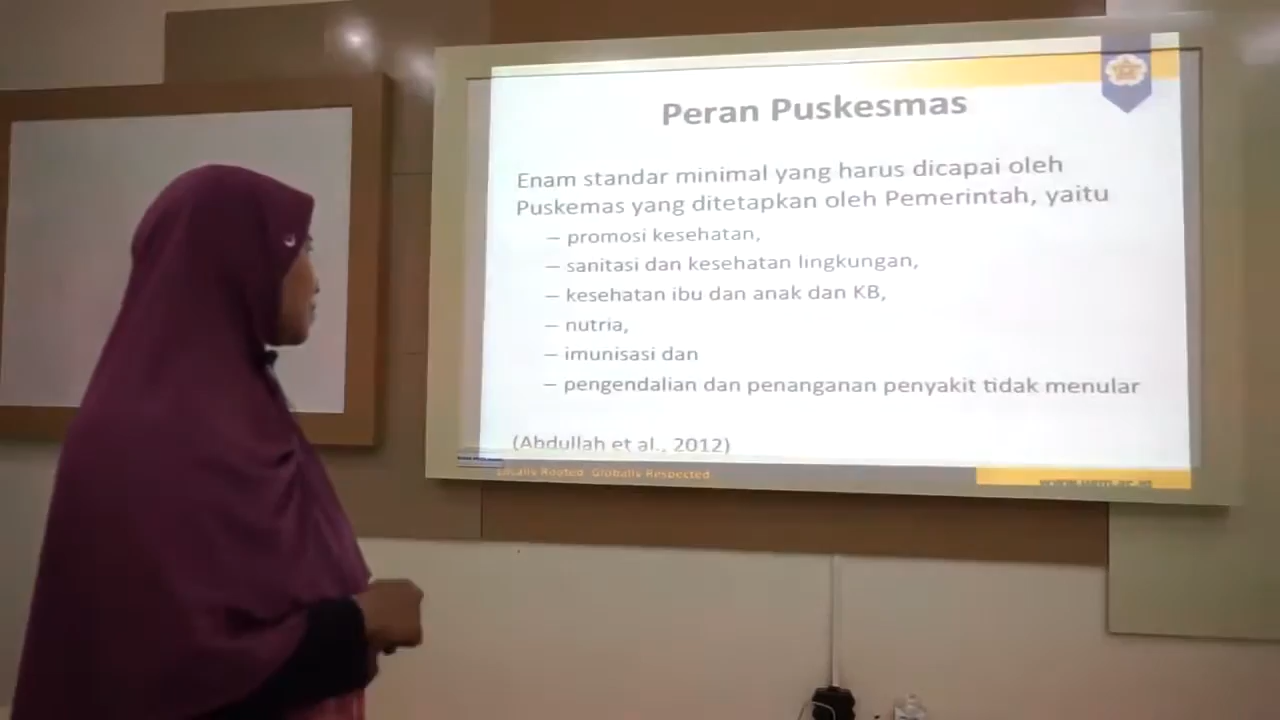 Peran Puskesmas
Enam standar minimal yang harus dicapai oleh
Puskemas yang ditetapkan oleh Pemerintah, yaitu
– promosi kesehatan,
– sanitasi dan kesehatan lingkungan,
– kesehatan ibu dan anak dan KB,
– nutria,
– imunisasi dan
– pengendalian dan penanganan penyakit tidak menular
(Abdullah et al., 2012)
Locally Rooted, Globally Respected